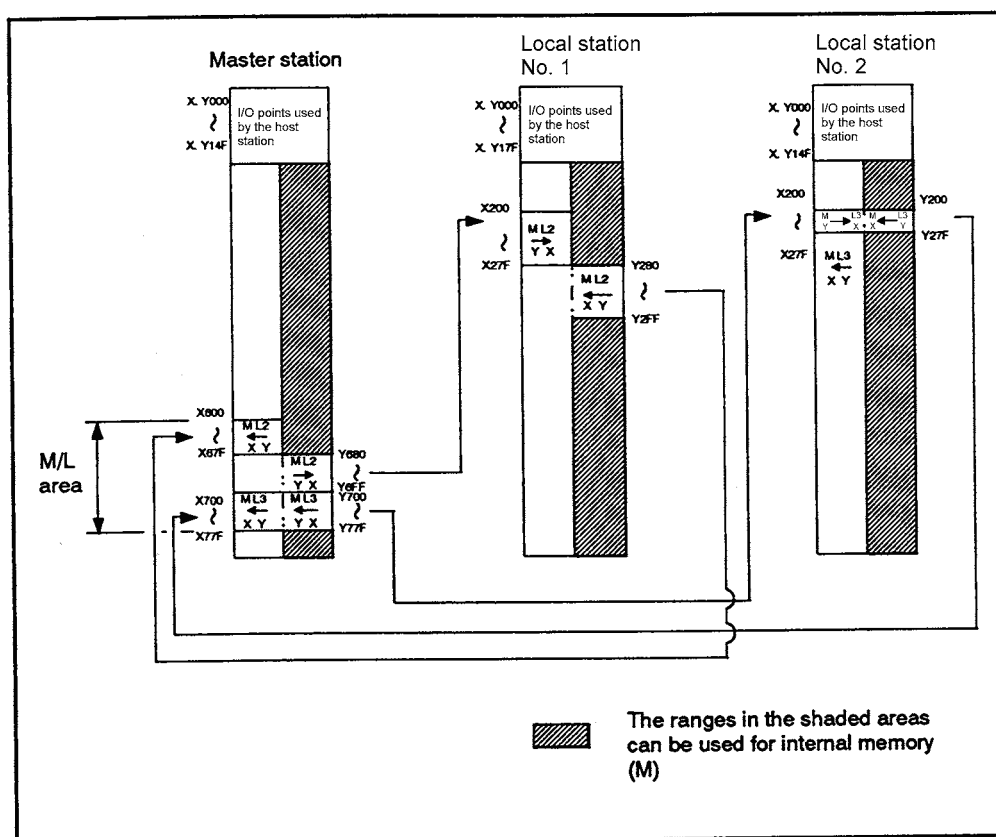 Master station
Local station
No. 1
Local station
No. 2
X. Y000
~
X. Y14F
I/O points used
by the host
station
X. Y000
~
X. Y17F
I/O points used
by the host
station
X. Y000
~
X. Y14F
I/O points used
by the host
station
X200
~
X27F
M L2
Y X
Y280
~
Y2FF
M L2
X Y
X200
~
X27F
Y200
Y27F
M L3 M L3
Y X X Y
M L3
X Y
M/L
area
X600
~
X67F
M L2
X Y
Y680
~
Y6FF
M L2
Y X
X700
~
X77F
M L3
X Y
M L3
Y X
Y700
~
Y77F
The ranges in the shaded areas
can be used for internal memory
(M)